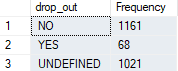 drop_out Frequency
1 NO 1161
2 YES 68
3 UNDEFINED 1021